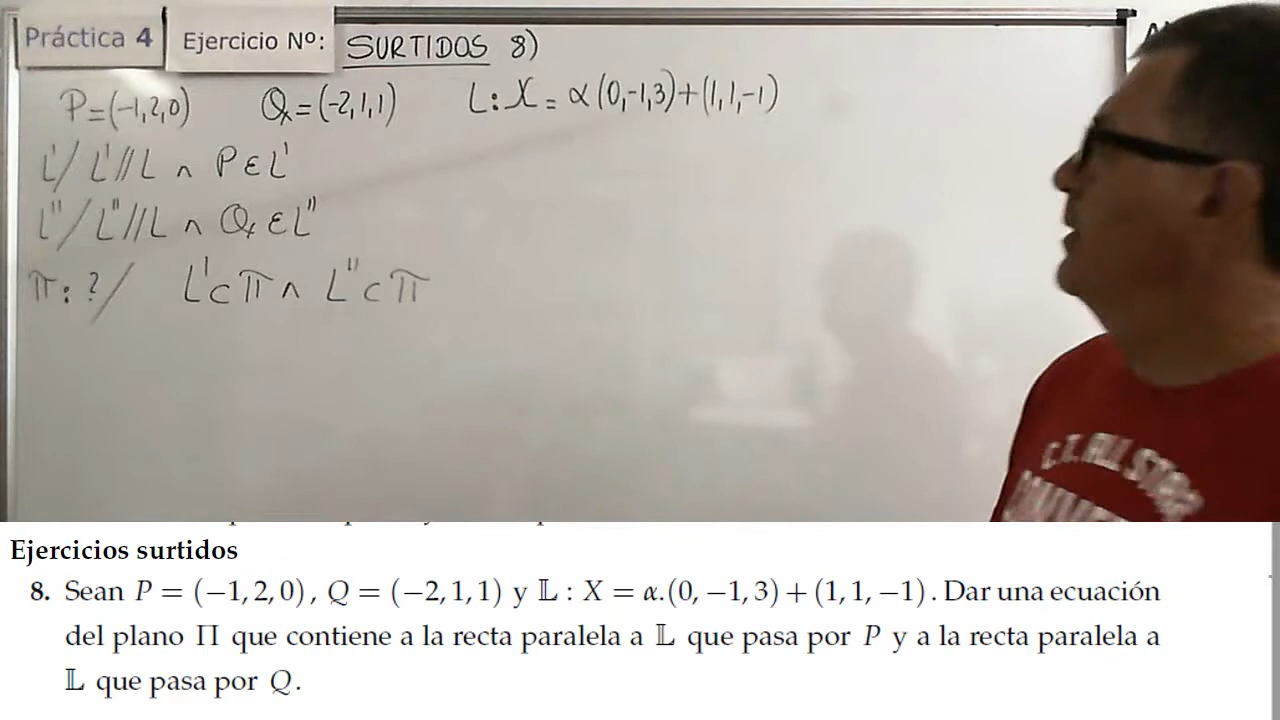 Práctica 4 Ejercicio Nº: SURTIDOS 8)
P=(-1,2,0) Q=(-2,1,1) L:X=α(0,-1,3)+(1,1,-1)
L'/ L'//L ∧ P∈L'
L''/ L''//L ∧ Q∈L''
π:?/ L'⊂π ∧ L''⊂π
C.T. ALL STARS
Ejercicios surtidos
8. Sean P = (−1, 2, 0), Q = (−2, 1, 1) y 𝕃 : X = α.(0, −1, 3) + (1, 1, −1). Dar una ecuación
del plano Π que contiene a la recta paralela a 𝕃 que pasa por P y a la recta paralela a
𝕃 que pasa por Q.